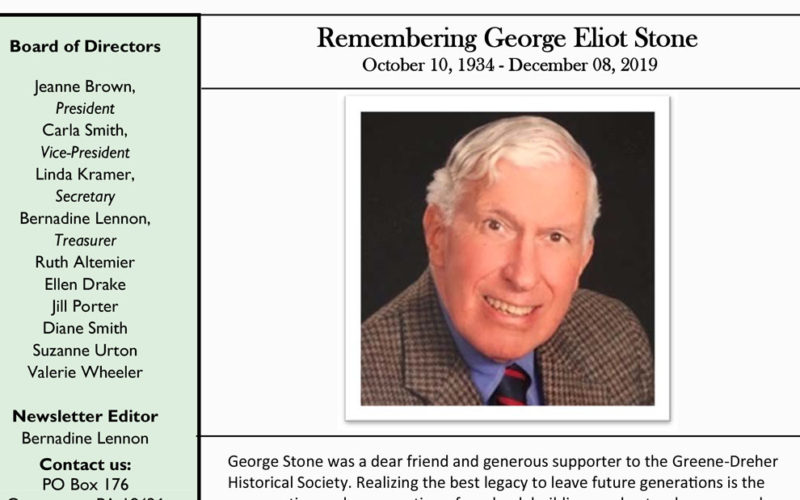 Board of Directors
Jeanne Brown,
President
Carla Smith,
Vice-President
Linda Kramer,
Secretary
Bernadine Lennon,
Treasurer
Ruth Altemier
Ellen Drake
Jill Porter
Diane Smith
Suzanne Urton
Valerie Wheeler
Newsletter Editor
Bernadine Lennon
Contact us:
PO Box 176
Remembering George Eliot Stone
October 10, 1934 - December 08, 2019
George Stone was a dear friend and generous supporter to the Greene-Dreher
Historical Society. Realizing the best legacy to leave future generations is the